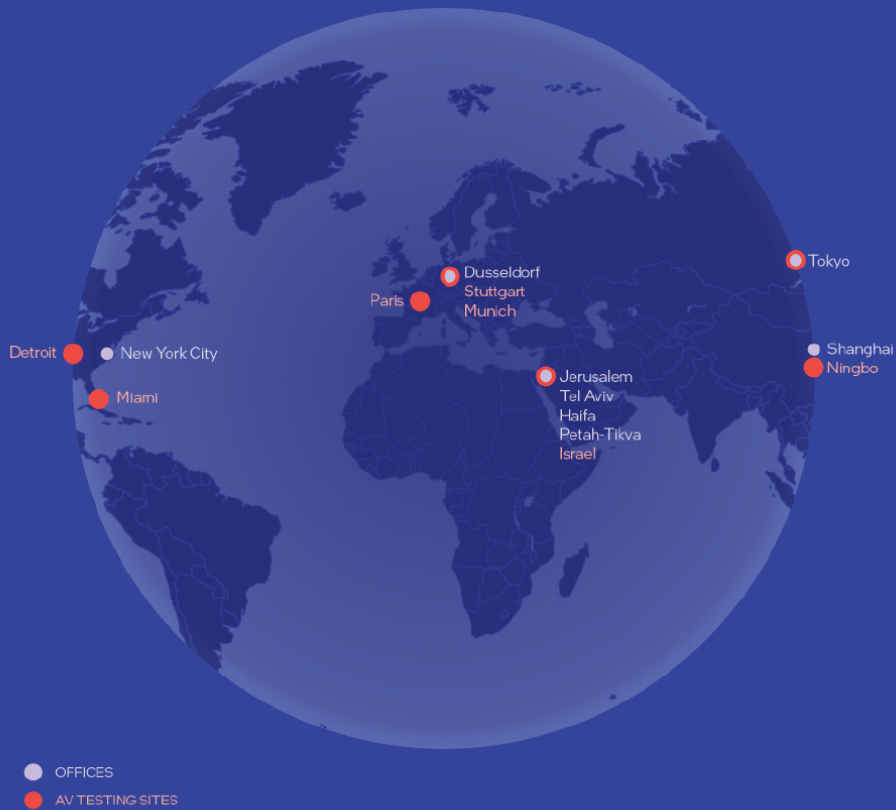 Tokyo
Dusseldorf
Stuttgart
Munich
Paris
Detroit
New York City
Shanghai
Ningbo
Miami
Jerusalem
Tel Aviv
Haifa
Petah-Tikva
Israel
OFFICES
AV TESTING SITES